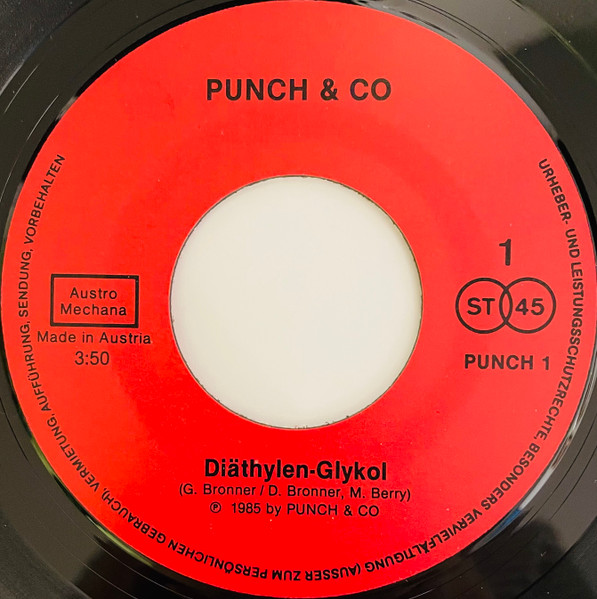 PUNCH & CO
URHEBER- UND LEISTUNGSSCHUTZRECHTE, BESONDERS VERVIELFÄLTIGUNG (AUSSER ZUM PERSÖNLICHEN GEBRAUCH), VERMIETUNG, AUFFÜHRUNG, SENDUNG, VORBEHALTEN
1
Austro
Mechana
ST 45
Made in Austria
3:50
PUNCH 1
Diäthylen-Glykol
(G. Bronner / D. Bronner, M. Berry)
℗ 1985 by PUNCH & CO